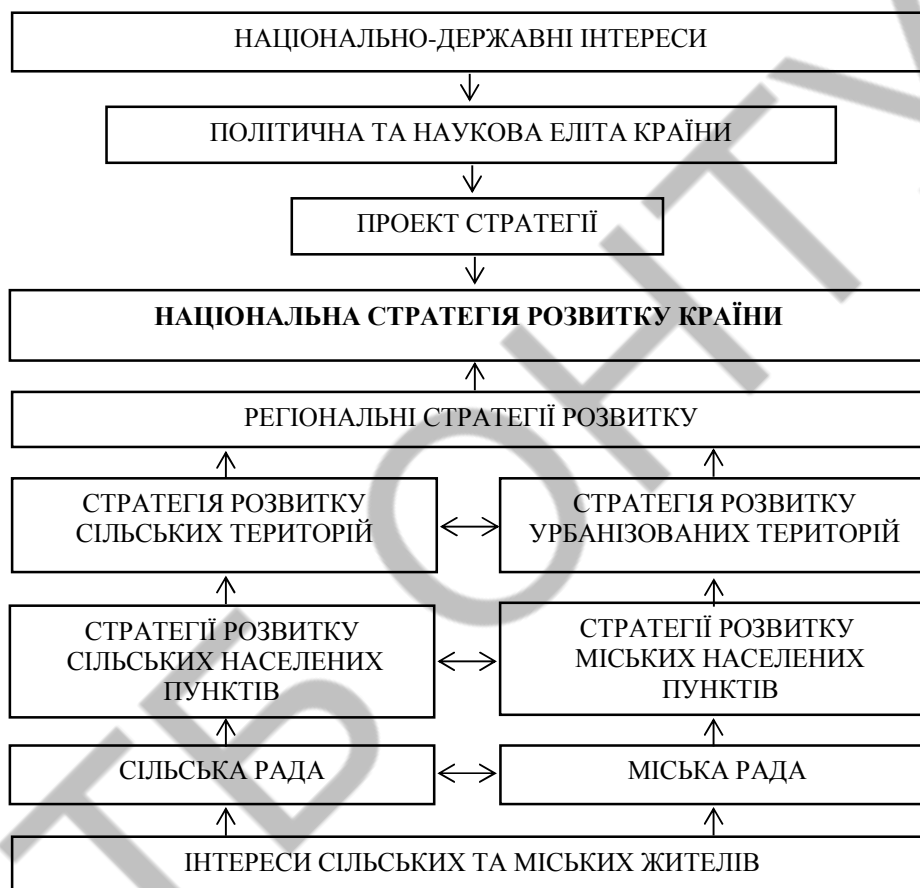 НАЦІОНАЛЬНО-ДЕРЖАВНІ ІНТЕРЕСИ
ПОЛІТИЧНА ТА НАУКОВА ЕЛІТА КРАЇНИ
ПРОЕКТ СТРАТЕГІЇ
НАЦІОНАЛЬНА СТРАТЕГІЯ РОЗВИТКУ КРАЇНИ
РЕГІОНАЛЬНІ СТРАТЕГІЇ РОЗВИТКУ
СТРАТЕГІЯ РОЗВИТКУ
СІЛЬСЬКИХ ТЕРИТОРІЙ
СТРАТЕГІЯ РОЗВИТКУ
УРБАНІЗОВАНИХ ТЕРИТОРІЙ
СТРАТЕГІЇ РОЗВИТКУ
СІЛЬСЬКИХ НАСЕЛЕНИХ
ПУНКТІВ
СТРАТЕГІЇ РОЗВИТКУ
МІСЬКИХ НАСЕЛЕНИХ
ПУНКТІВ
СІЛЬСЬКА РАДА
МІСЬКА РАДА
ІНТЕРЕСИ СІЛЬСЬКИХ ТА МІСЬКИХ ЖИТЕЛІВ
ТБ ОНТУ